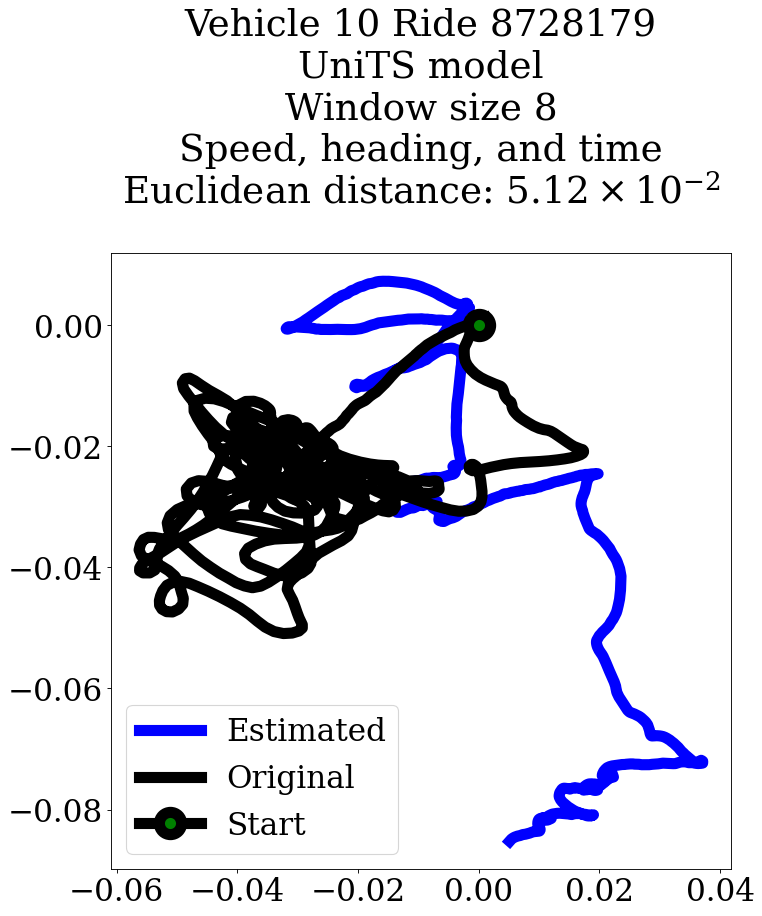 Vehicle 10 Ride 8728179
UniTS model
Window size 8
Speed, heading, and time
Euclidean distance: 5.12 × 10⁻²
0.00
−0.02
−0.04
−0.06
−0.08
Estimated
Original
Start
−0.06 −0.04 −0.02 0.00 0.02 0.04